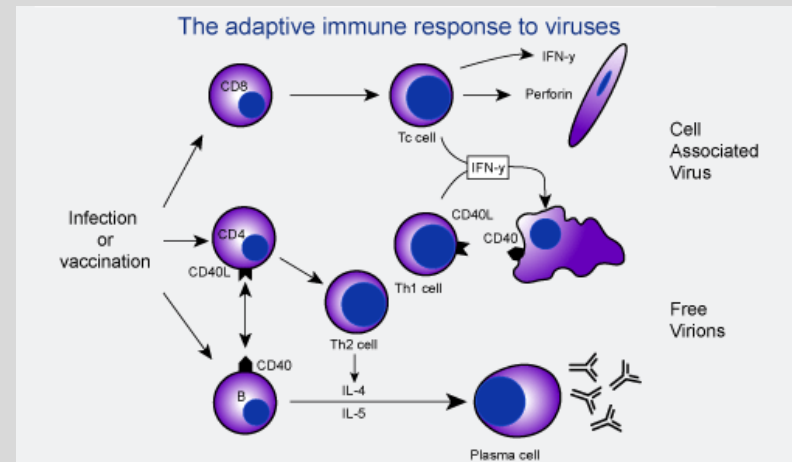 The adaptive immune response to viruses
CD8
Tc cell
IFN-y
Perforin
IFN-y
Cell
Associated
Virus
Infection
or
vaccination
CD4
CD40L
Th2 cell
CD40L
Th1 cell
CD40
Free
Virions
CD40
B
IL-4
IL-5
Plasma cell